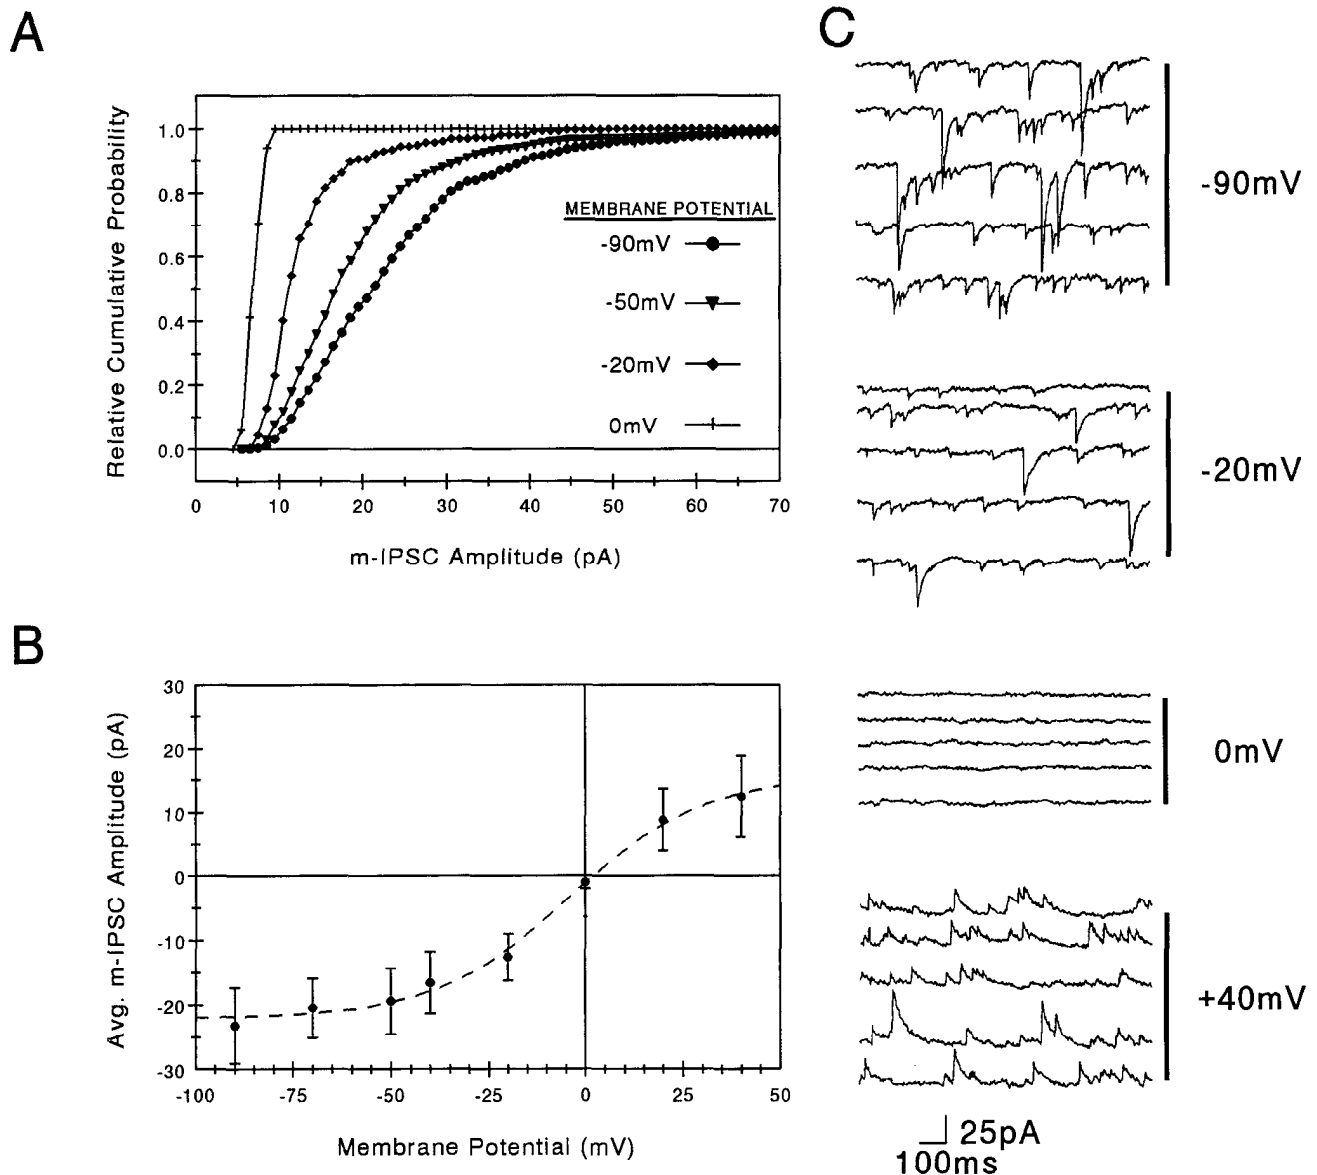 A
Relative Cumulative Probability
1.0
0.8
0.6
0.4
0.2
0.0
0 10 20 30 40 50 60 70
m-IPSC Amplitude (pA)
MEMBRANE POTENTIAL
-90mV
-50mV
-20mV
0mV
B
Avg. m-IPSC Amplitude (pA)
30
20
10
0
-10
-20
-30
-100 -75 -50 -25 0 25 50
Membrane Potential (mV)
C
-90mV
-20mV
0mV
+40mV
25pA
100ms